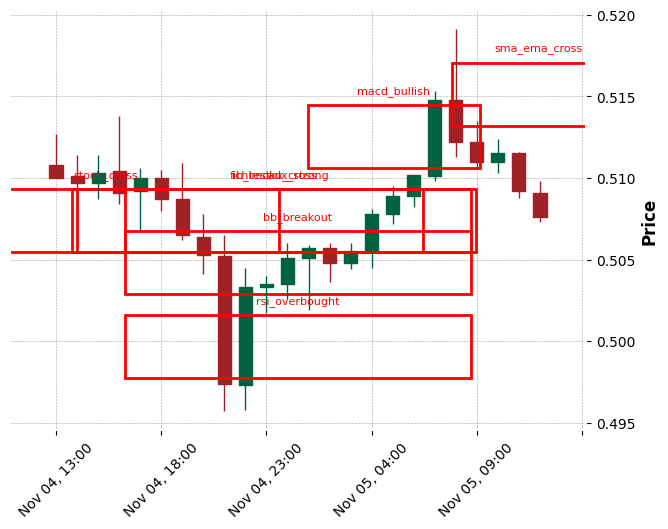 0.520
sma_ema_cross
0.515
macd_bullish
0.510
bb_breakout
0.505
rsi_overbought
0.500
0.495
Price
Nov 04, 13:00
Nov 04, 18:00
Nov 04, 23:00
Nov 05, 04:00
Nov 05, 09:00